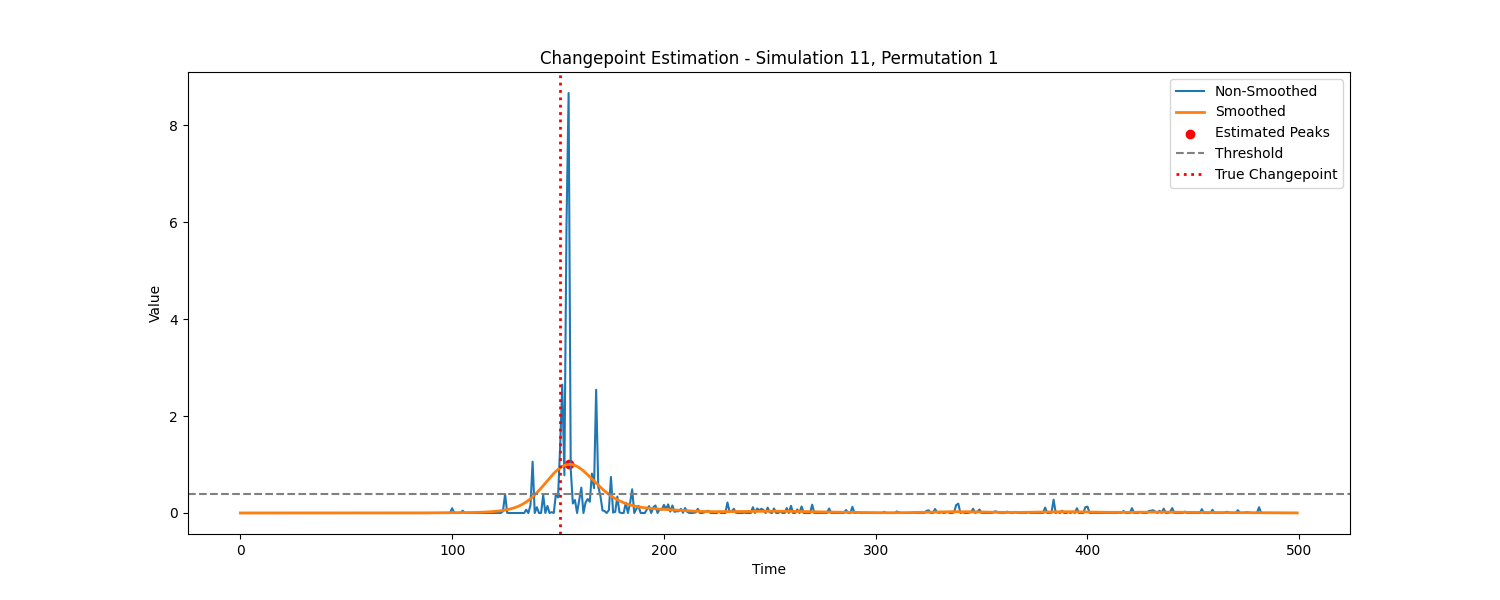 Changepoint Estimation - Simulation 11, Permutation 1
Non-Smoothed
Smoothed
Estimated Peaks
Threshold
True Changepoint
Value
8
6
4
2
0
0 100 200 300 400 500
Time